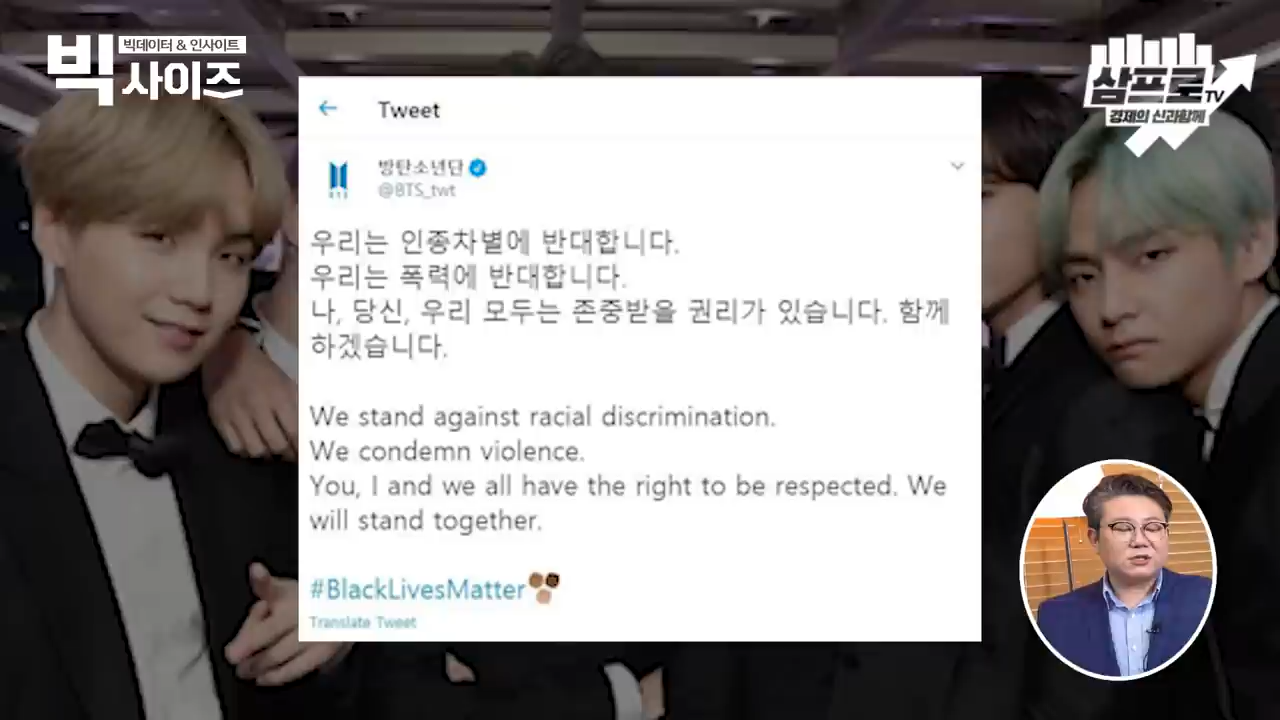 빅
빅데이터 & 인사이트
사이즈
삼프로TV
경제의 신과함께
Tweet
방탄소년단
@BTS_twt
BTS
우리는 인종차별에 반대합니다.
우리는 폭력에 반대합니다.
나, 당신, 우리 모두는 존중받을 권리가 있습니다. 함께
하겠습니다.
We stand against racial discrimination.
We condemn violence.
You, I and we all have the right to be respected. We
will stand together.
#BlackLivesMatter
Translate Tweet